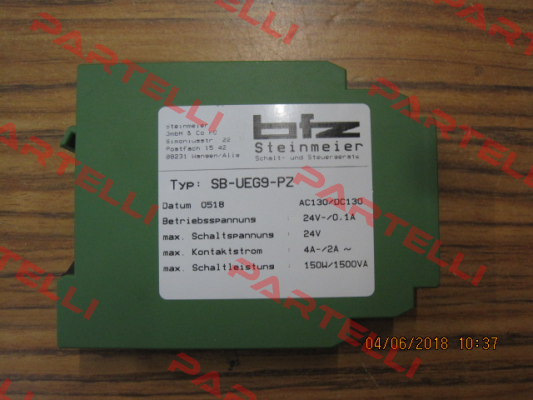 Steinmeier
GmbH & Co KG
Simoniusstr. 22
Postfach 15 42
88231 Wangen/Allg
bfz
Steinmeier
Schalt- und Steuergeräte
Typ: SB-UEG9-PZ
Datum 0518 AC130/DC130
Betriebsspannung : 24V-/0.1A
max. Schaltspannung : 24V
max. Kontaktstrom : 4A-/2A ~
max. Schaltleistung : 150W/1500VA
04/06/2018 10:37
PARTELLI
PARTELLI
PARTELLI
PARTELLI
PARTELLI